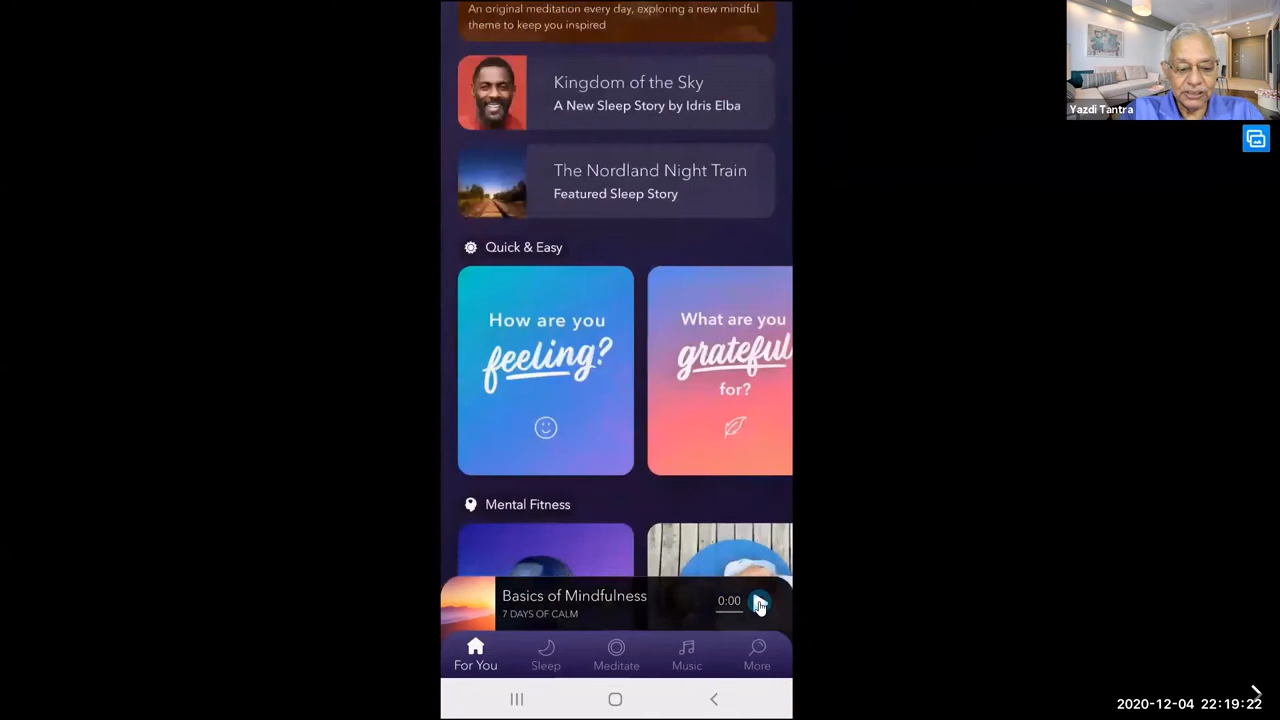 An original meditation every day, exploring a new mindful
theme to keep you inspired
Kingdom of the Sky
A New Sleep Story by Idris Elba
The Nordland Night Train
Featured Sleep Story
Quick & Easy
How are you
feeling?
What are you
grateful
for?
Mental Fitness
Basics of Mindfulness
7 DAYS OF CALM
0:00
For You
Sleep
Meditate
Music
More
Yazdi Tantra
2020-12-04 22:19:22